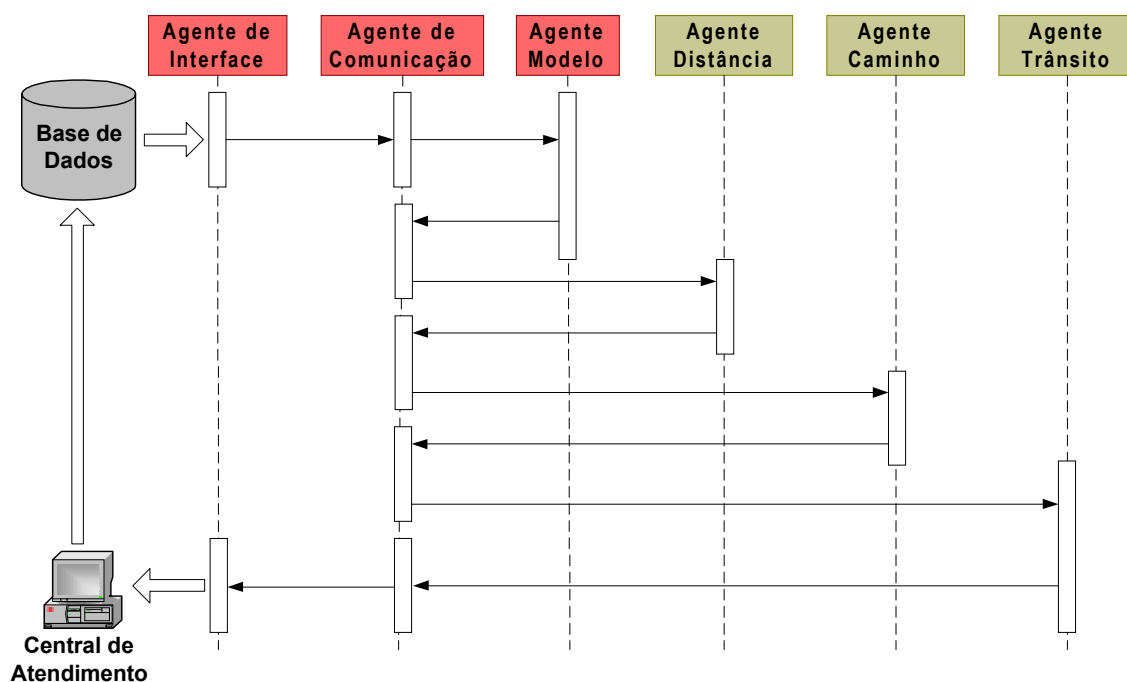 Agente de
Interface
Agente de
Comunicação
Agente
Modelo
Agente
Distância
Agente
Caminho
Agente
Trânsito
Base de
Dados
Central de
Atendimento